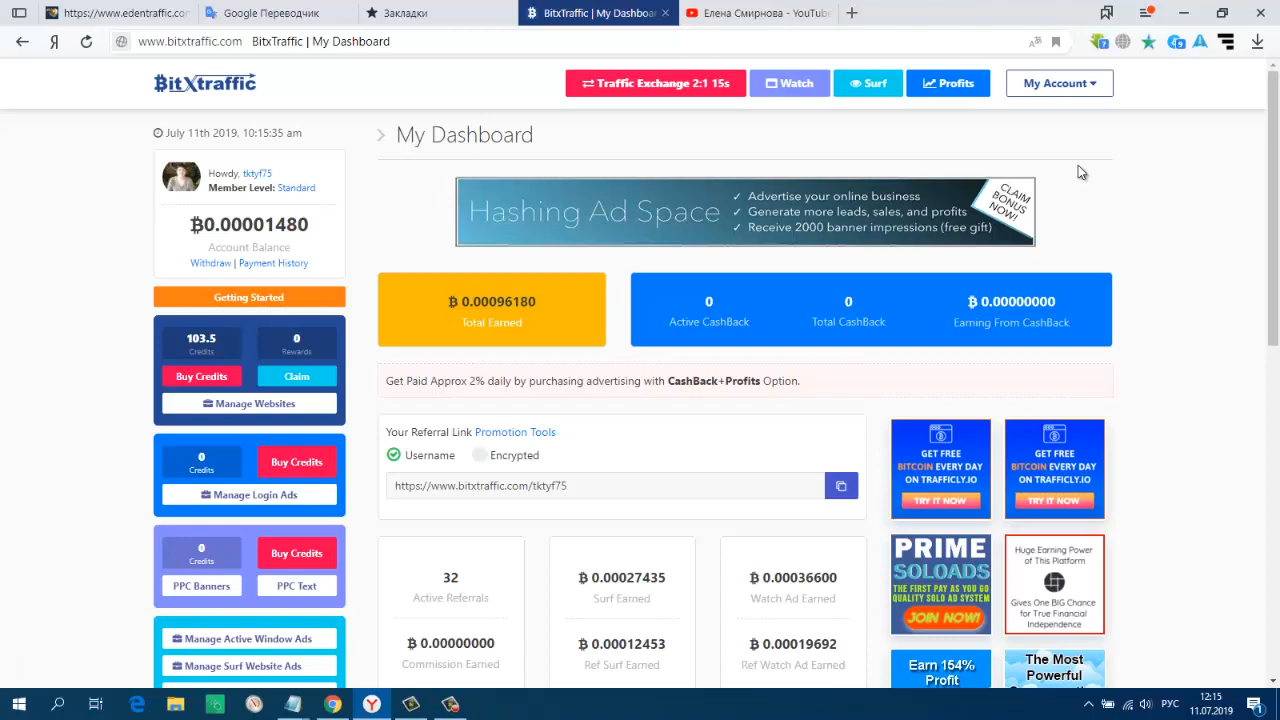 https://www.edentuerific.co
Google Переводчик
Закладки
BitxTraffic | My Dashboar
Елена Смирнова - YouTube
www.bitxtraffic.com BitxTraffic | My Dashboard
BitXtraffic
Traffic Exchange 2:1 15s
Watch
Surf
Profits
My Account
July 11th 2019, 10:15:35 am
My Dashboard
Howdy, tktyf75
Member Level: Standard
₿0.00001480
Account Balance
Withdraw | Payment History
Hashing Ad Space
✓ Advertise your online business
✓ Generate more leads, sales, and profits
✓ Receive 2000 banner impressions (free gift)
CLAIM
BONUS
NOW!
Getting Started
₿ 0.00096180
Total Earned
0
Active CashBack
0
Total CashBack
₿ 0.00000000
Earning From CashBack
103.5
Credits
0
Rewards
Buy Credits
Claim
Manage Websites
Get Paid Approx 2% daily by purchasing advertising with CashBack+Profits Option.
Your Referral Link Promotion Tools
Username
Encrypted
https://www.bitxtraffic.com/tktyf75
0
Credits
Buy Credits
Manage Login Ads
0
Credits
Buy Credits
PPC Banners
PPC Text
Manage Active Window Ads
Manage Surf Website Ads
32
Active Referrals
₿ 0.00000000
Commission Earned
₿ 0.00027435
Surf Earned
₿ 0.00012453
Ref Surf Earned
₿ 0.00036600
Watch Ad Earned
₿ 0.00019692
Ref Watch Ad Earned
GET FREE
BITCOIN EVERY DAY
ON TRAFFICLY.IO
TRY IT NOW
GET FREE
BITCOIN EVERY DAY
ON TRAFFICLY.IO
TRY IT NOW
PRIME
SOLOADS
THE FIRST PAY AS YOU GO
QUALITY SOLO AD SYSTEM
JOIN NOW!
Huge Earning Power
of This Platform
Gives One BIG Chance
for True Financial
Independence
Earn 154%
Profit
The Most
Powerful
РУС
12:15
11.07.2019